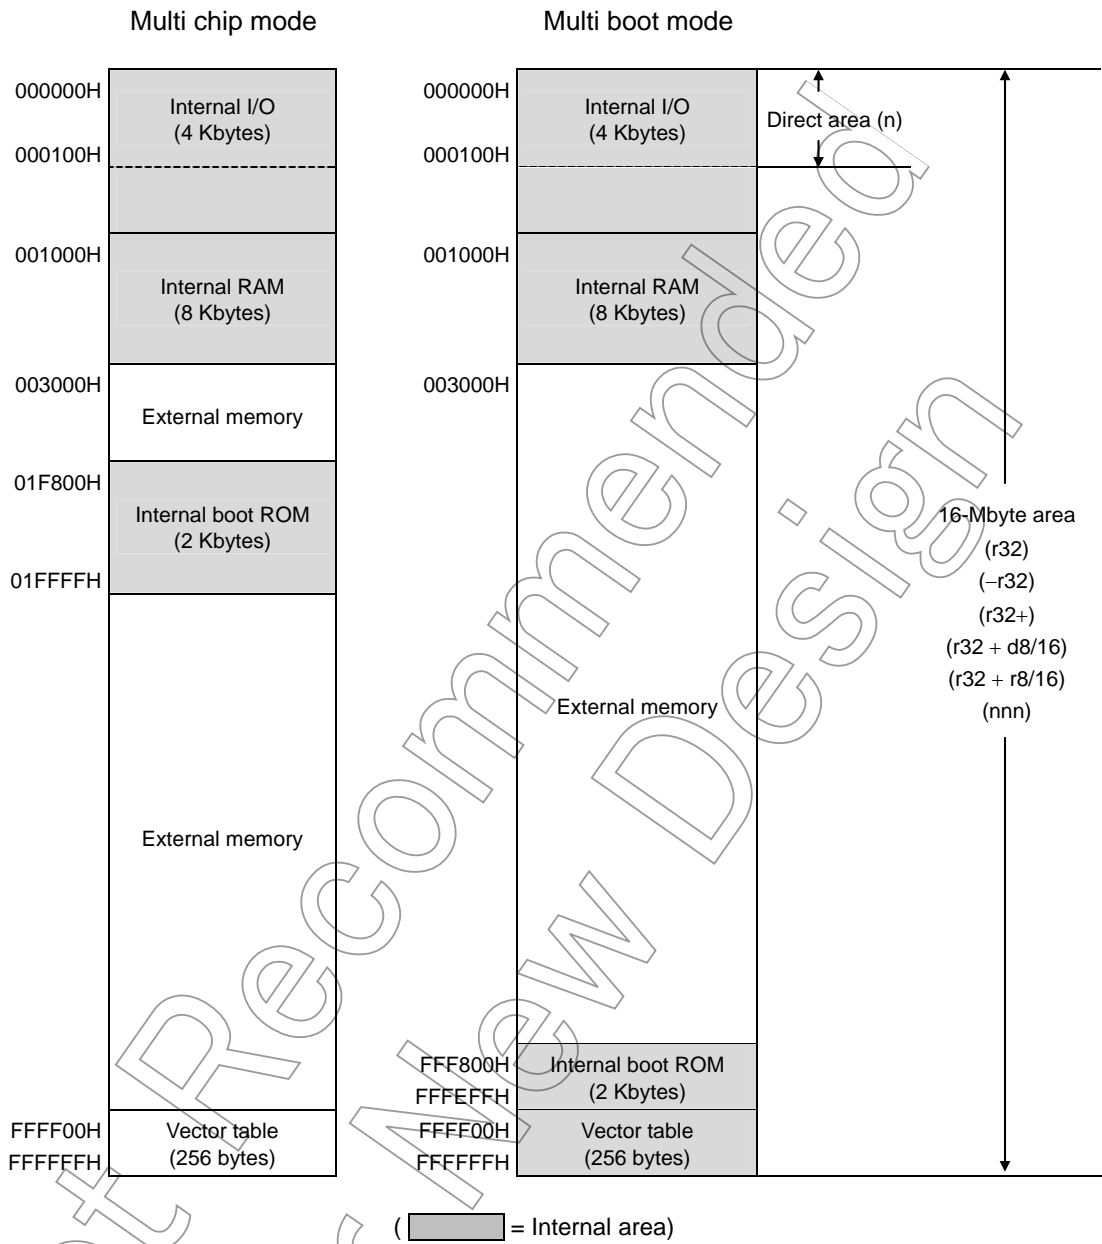 Multi chip mode
Multi boot mode
000000H
Internal I/O
(4 Kbytes)
000100H
001000H
Internal RAM
(8 Kbytes)
003000H
External memory
01F800H
Internal boot ROM
(2 Kbytes)
01FFFFH
External memory
FFFF00H
Vector table
(256 bytes)
FFFFFFH
000000H
Internal I/O
(4 Kbytes)
000100H
001000H
Internal RAM
(8 Kbytes)
003000H
External memory
FFF800H
Internal boot ROM
(2 Kbytes)
FFFEFFH
FFFF00H
Vector table
(256 bytes)
FFFFFFH
Direct area (n)
16-Mbyte area
(r32)
(−r32)
(r32+)
(r32 + d8/16)
(r32 + r8/16)
(nnn)
( = Internal area)
Recommended
New Design